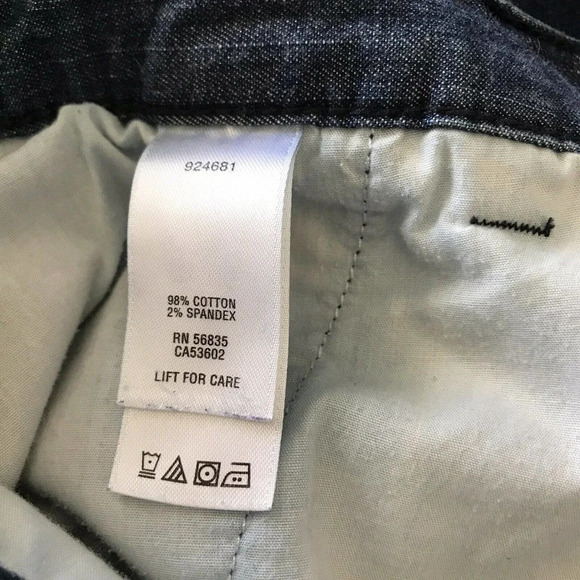 924681
98% COTTON
2% SPANDEX
RN 56835
CA53602
LIFT FOR CARE